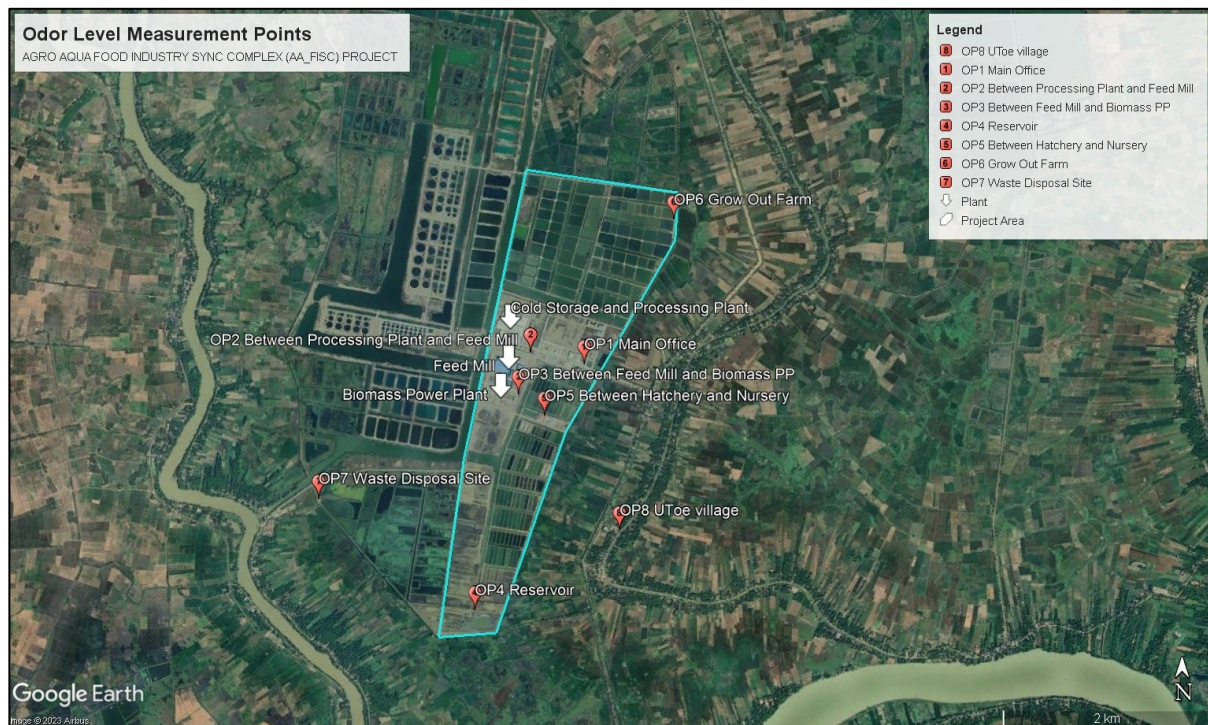 Odor Level Measurement Points
AGRO AQUA FOOD INDUSTRY SYNC COMPLEX (AA_FISC) PROJECT
Legend
8 OP8 UToe village
1 OP1 Main Office
2 OP2 Between Processing Plant and Feed Mill
3 OP3 Between Feed Mill and Biomass PP
4 OP4 Reservoir
5 OP5 Between Hatchery and Nursery
6 OP6 Grow Out Farm
7 OP7 Waste Disposal Site
Plant
Project Area
OP6 Grow Out Farm
Cold Storage and Processing Plant
OP2 Between Processing Plant and Feed Mill
2
OP1 Main Office
Feed Mill
OP3 Between Feed Mill and Biomass PP
Biomass Power Plant
OP5 Between Hatchery and Nursery
OP7 Waste Disposal Site
OP8 UToe village
OP4 Reservoir
Google Earth
Image © 2023 Airbus
N
2 km